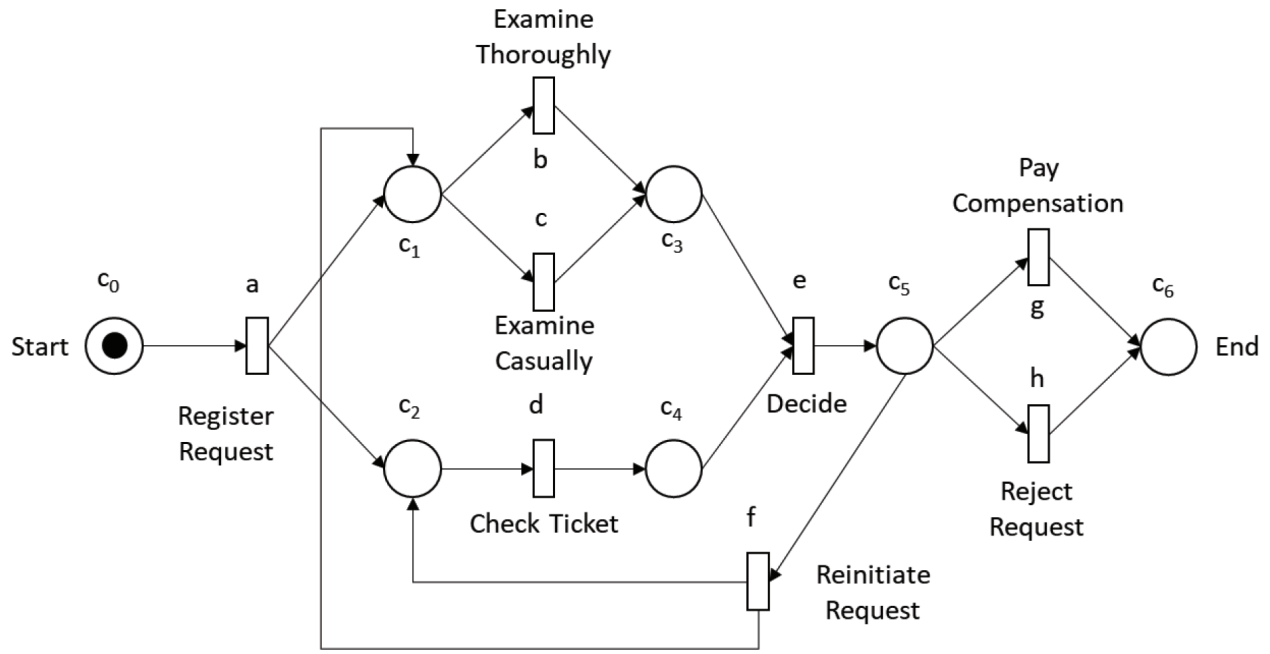 Examine
Thoroughly
b
Pay
Compensation
c
c₁
c₃
c₀
a
e
c₅
g
c₆
Start
Examine
Casually
End
h
Register
Request
c₂
d
c₄
Decide
Check Ticket
Reject
Request
f
Reinitiate
Request